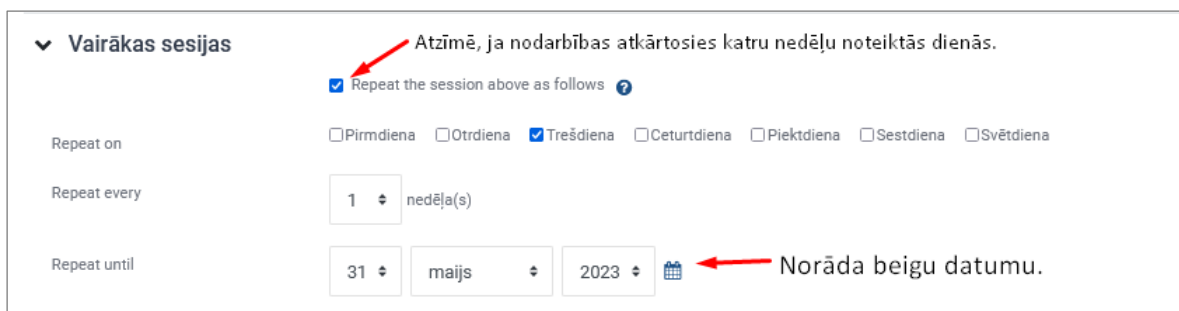 Vairākas sesijas
Atzīmē, ja nodarbības atkārtosies katru nedēļu noteiktās dienās.
Repeat the session above as follows
Repeat on Pirmdiena Otrdiena Trešdiena Ceturtdiena Piektdiena Sestdiena Svētdiena
Repeat every 1 nedēļa(s)
Repeat until 31 maijs 2023 Norāda beigu datumu.